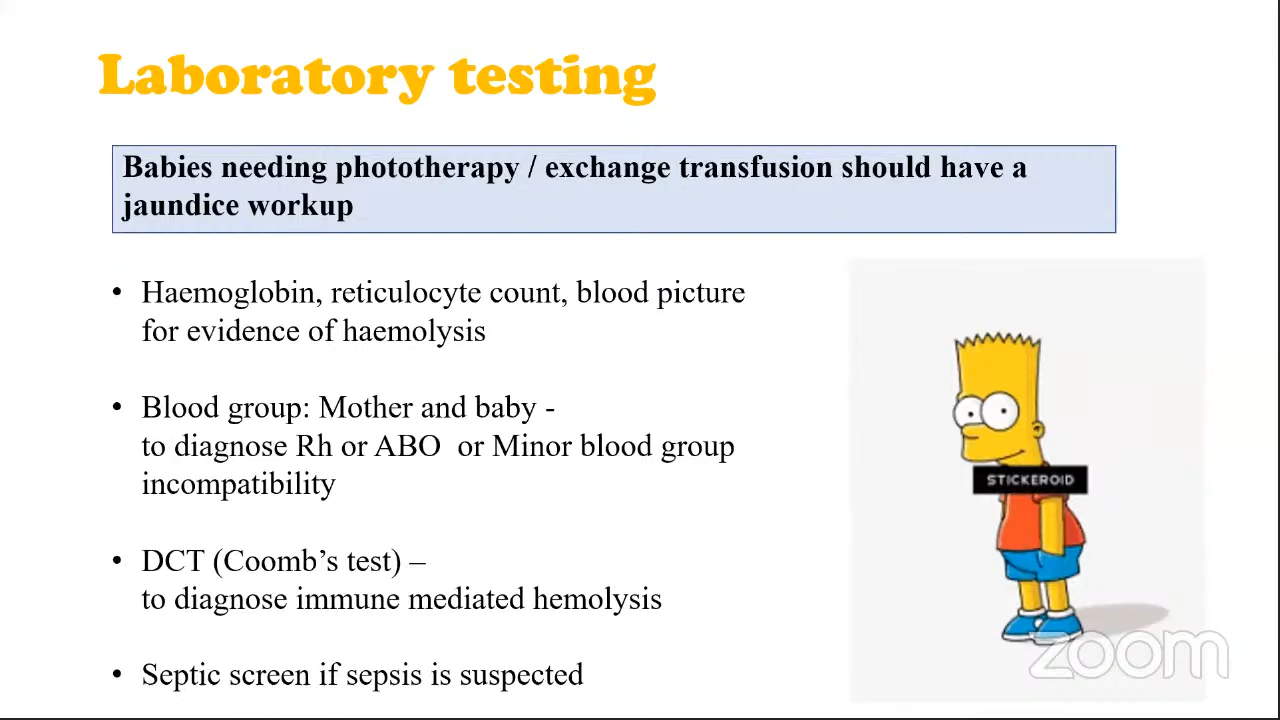 Laboratory testing
Babies needing phototherapy / exchange transfusion should have a
jaundice workup
• Haemoglobin, reticulocyte count, blood picture
for evidence of haemolysis
• Blood group: Mother and baby -
to diagnose Rh or ABO  or Minor blood group
incompatibility
• DCT (Coomb’s test) –
to diagnose immune mediated hemolysis
• Septic screen if sepsis is suspected
STICKEROID
zoom